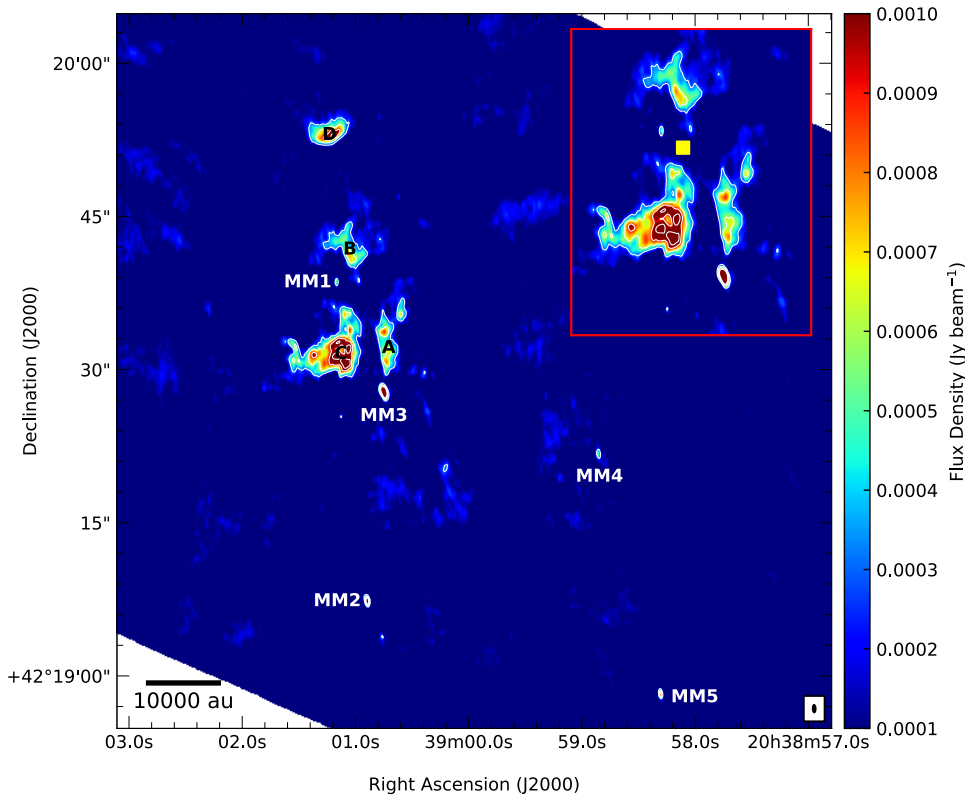 0.0010
20'00"
0.0009
D
0.0008
45"
B
MM1
0.0007
0.0006
C
A
30"
MM3
0.0005
MM4
0.0004
15"
0.0003
MM2
0.0002
+42°19'00"
MM5
10000 au
0.0001
03.0s 02.0s 01.0s 39m00.0s 59.0s 58.0s 20h38m57.0s
Right Ascension (J2000)
Declination (J2000)
Flux Density (Jy beam⁻¹)